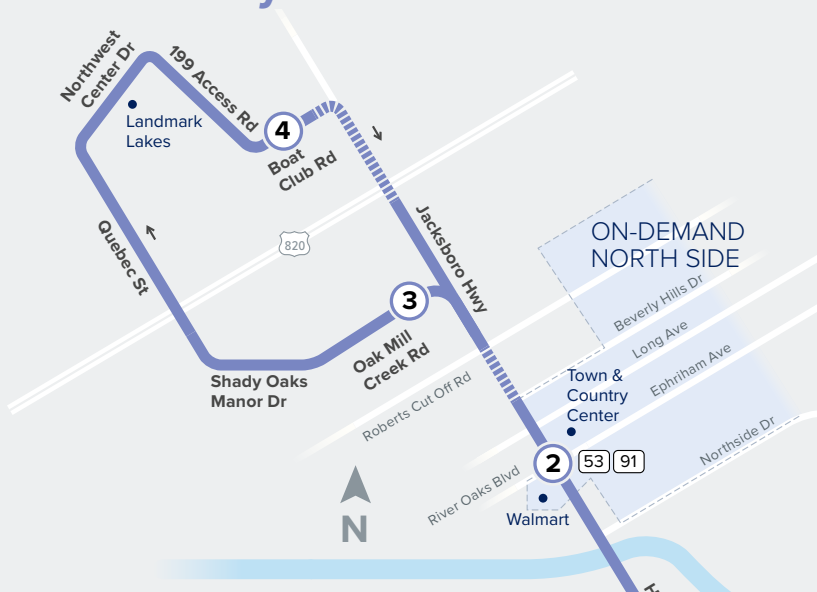 Northwest
Center Dr
199 Access Rd
Landmark
Lakes
4
Boat
Club Rd
Quebec St
820
Jacksboro Hwy
ON-DEMAND
NORTH SIDE
3
Oak Mill
Creek Rd
Shady Oaks
Manor Dr
Beverly Hills Dr
Long Ave
Ephriham Ave
Roberts Cut Off Rd
Town &
Country
Center
2
53
91
Northside Dr
River Oaks Blvd
Walmart
N